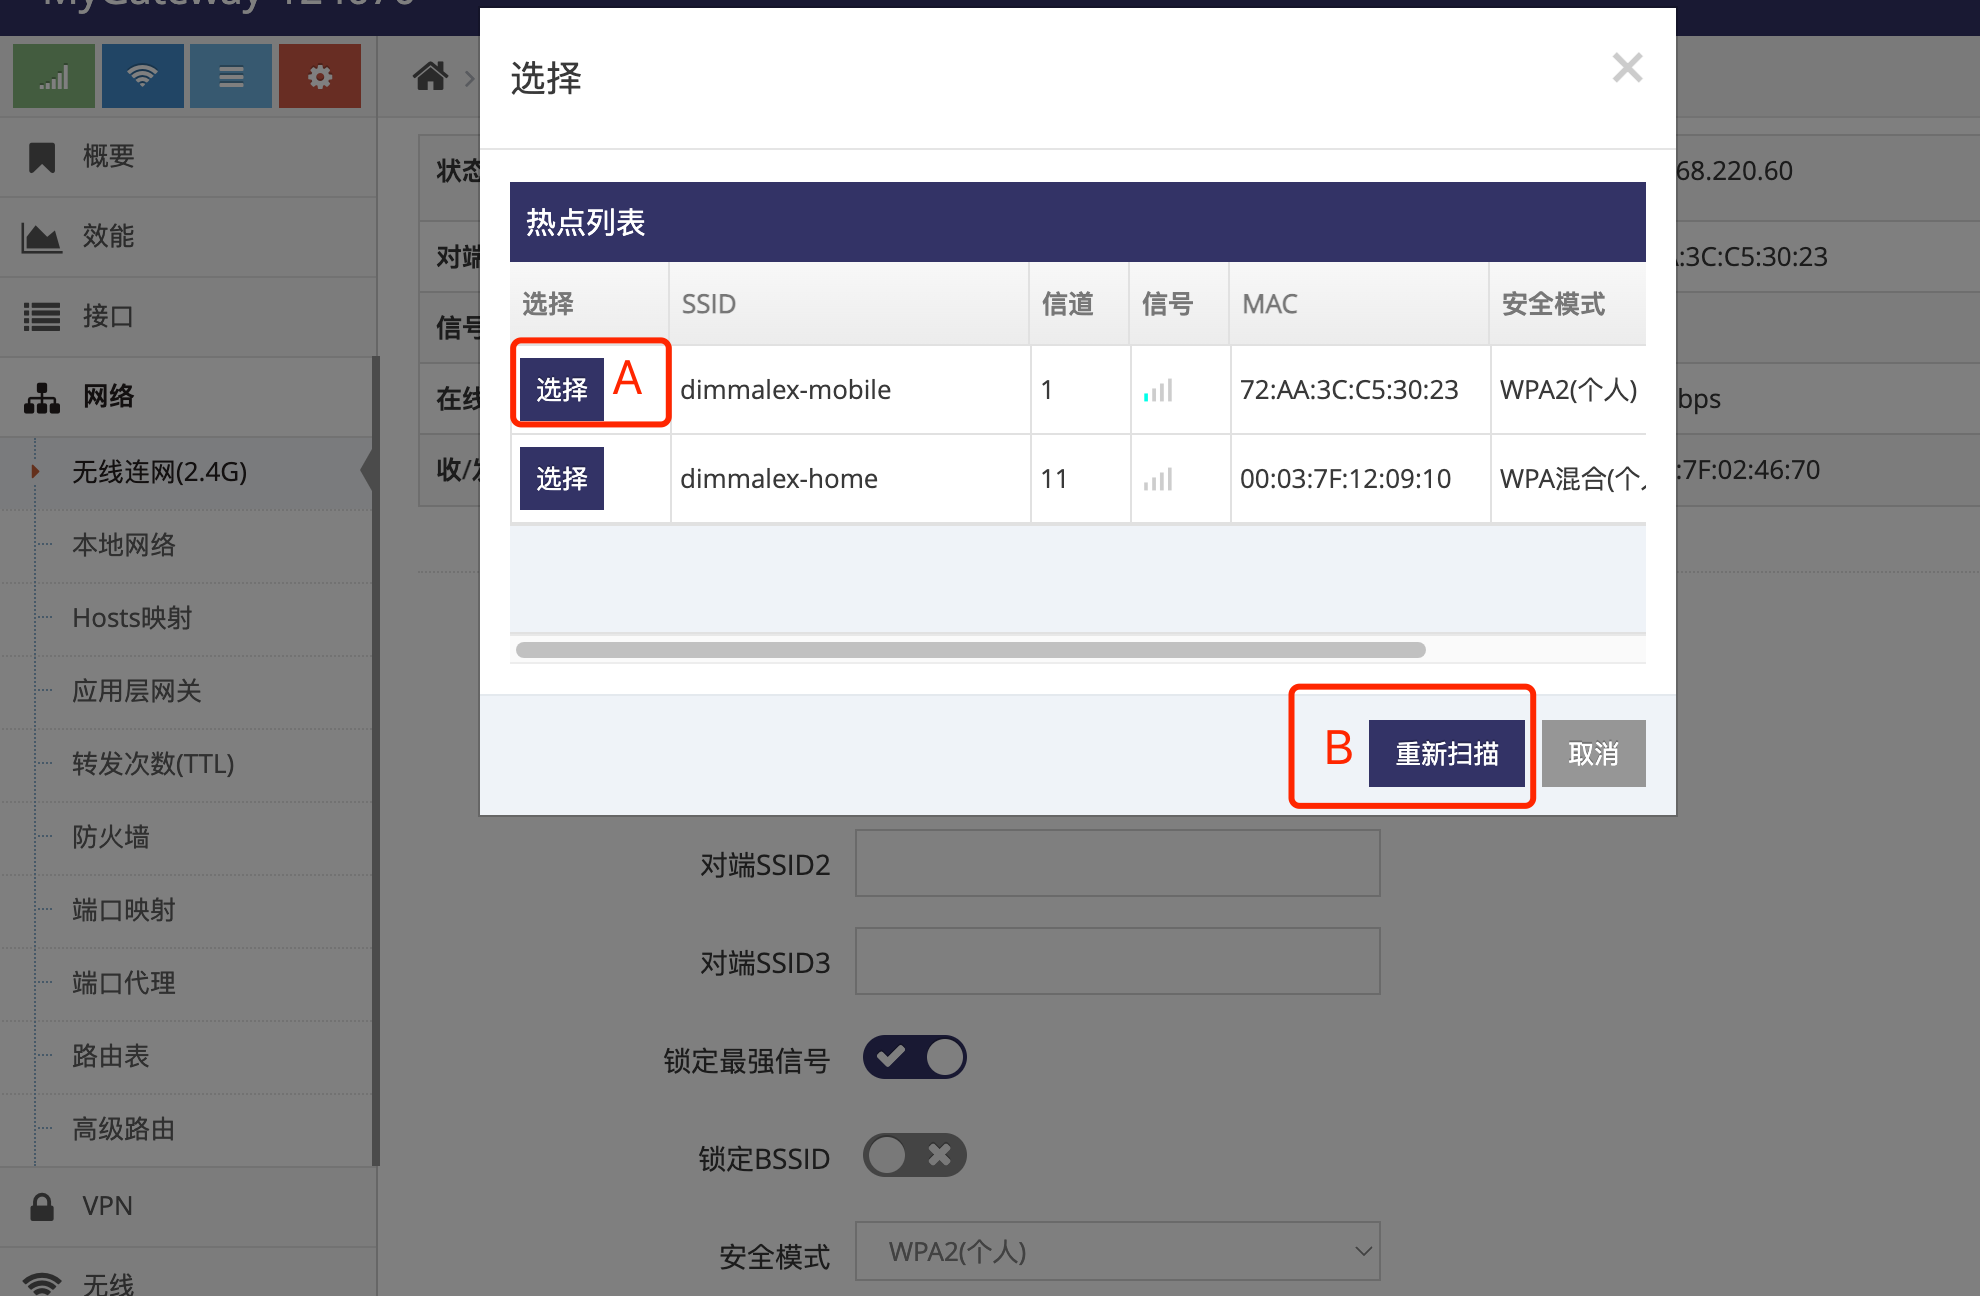 选择
热点列表
选择 SSID 信道 信号 MAC 安全模式
选择 A dimmalex-mobile 1 72:AA:3C:C5:30:23 WPA2(个人)
选择 dimmalex-home 11 00:03:7F:12:09:10 WPA混合(个
B 重新扫描 取消
概要
效能
接口
网络
无线连网(2.4G)
本地网络
Hosts映射
应用层网关
转发次数(TTL)
防火墙
端口映射
端口代理
路由表
高级路由
VPN
无线
状态
68.220.60
对端
:3C:C5:30:23
信号
在线
bps
收/
:7F:02:46:70
对端SSID2
对端SSID3
锁定最强信号
锁定BSSID
安全模式 WPA2(个人)